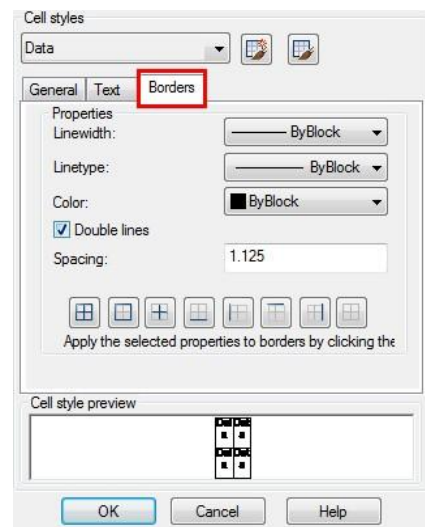 Cell styles
Data
General Text Borders
Properties
Linewidth: ByBlock
Linetype: ByBlock
Color: ByBlock
Double lines
Spacing: 1.125
Apply the selected properties to borders by clicking the
Cell style preview
OK Cancel Help